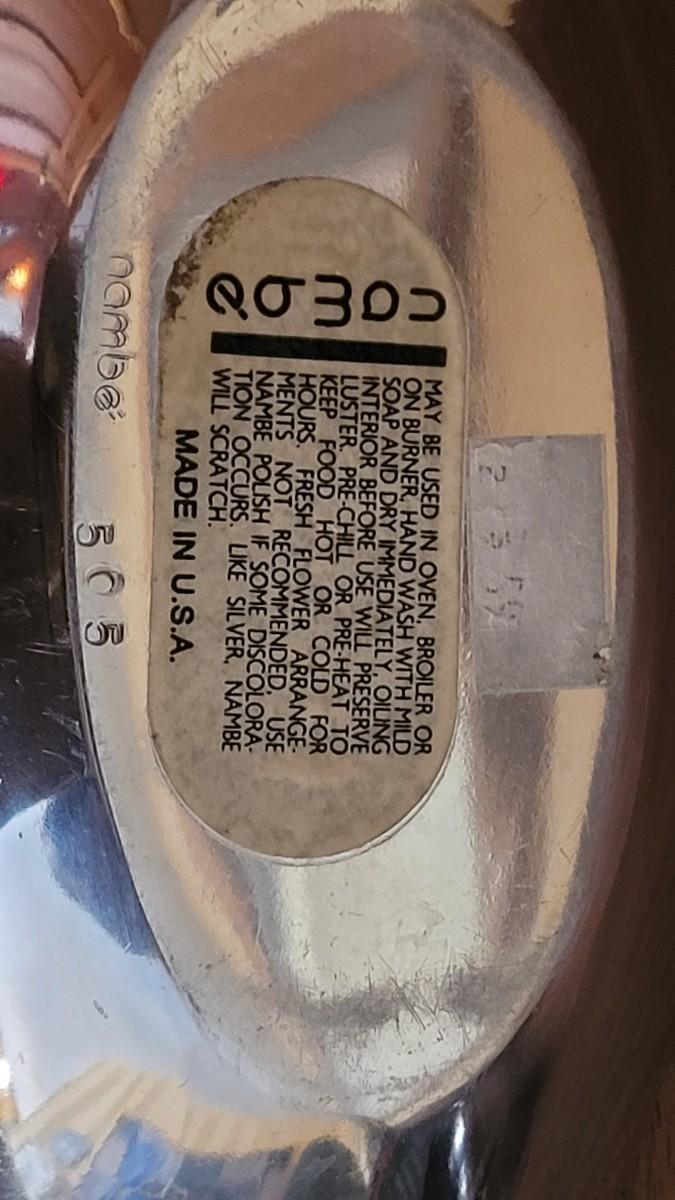 n
a
m
b
é
MAY BE USED IN OVEN, BROILER OR
ON BURNER, HAND WASH WITH MILD
SOAP AND DRY IMMEDIATELY, OILING
INTERIOR BEFORE USE WILL PRESERVE
LUSTER. PRE-CHILL OR PRE-HEAT TO
KEEP FOOD HOT OR COLD FOR
HOURS. FRESH FLOWER ARRANGE-
MENTS NOT RECOMMENDED, USE
NAMBE POLISH IF SOME DISCOLORA-
TION OCCURS. LIKE SILVER, NAMBE
WILL SCRATCH.
MADE IN U.S.A.
nambé
505